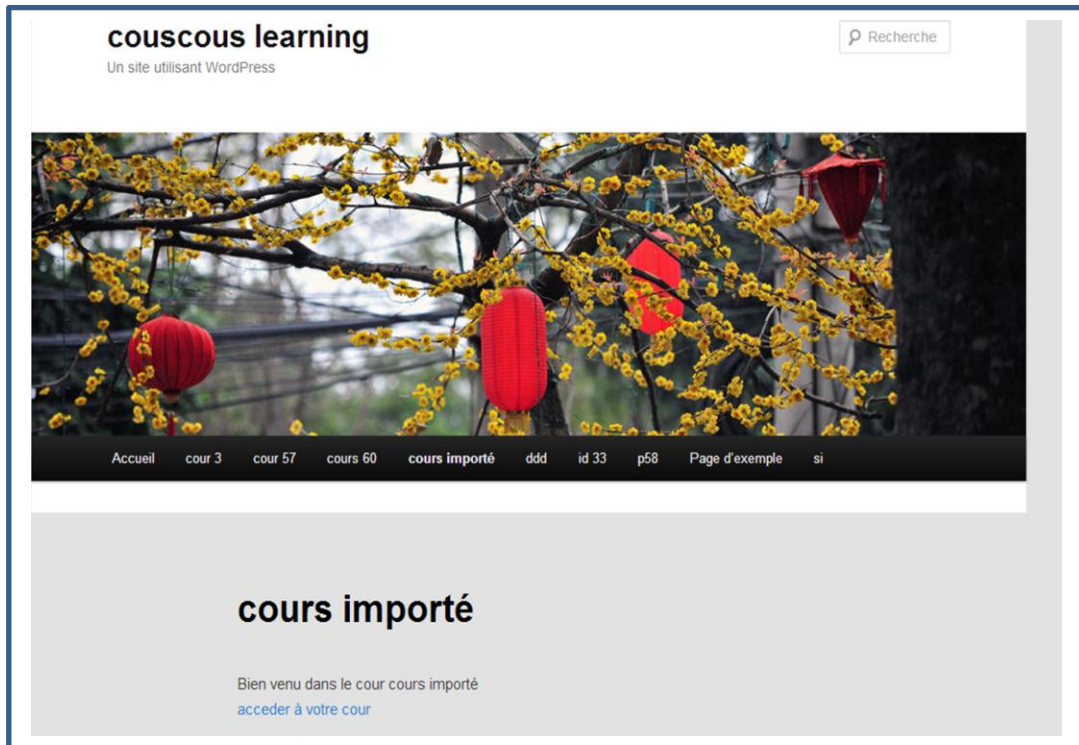 couscous learning
Recherche
Un site utilisant WordPress
Accueil cour 3 cour 57 cours 60 cours importé ddd id 33 p58 Page d'exemple si
cours importé
Bien venu dans le cour cours importé
acceder à votre cour